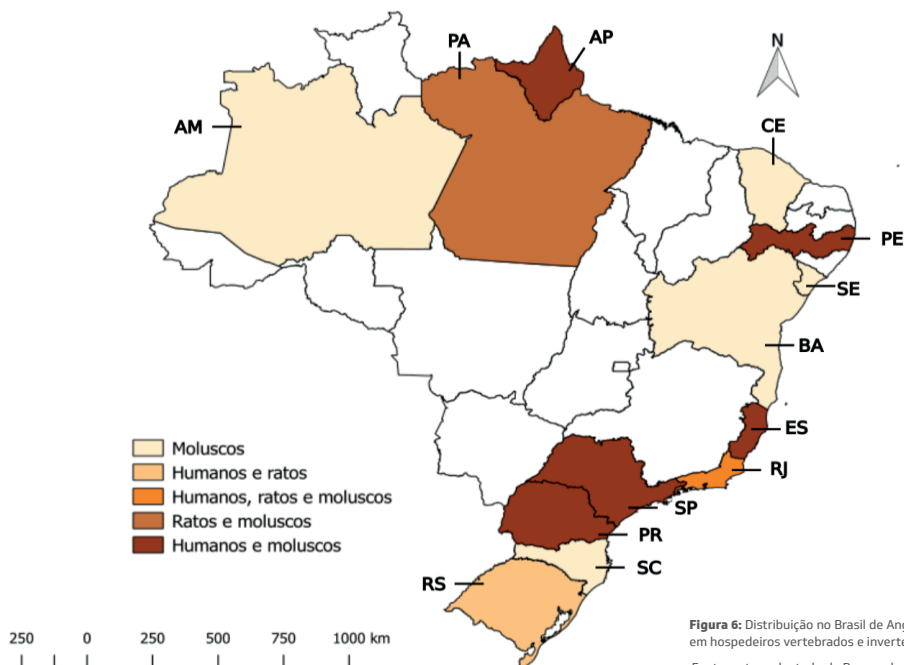 N
PA
AP
AM
CE
PE
SE
BA
ES
RJ
SP
PR
SC
RS
Moluscos
Humanos e ratos
Humanos, ratos e moluscos
Ratos e moluscos
Humanos e moluscos
250 0 250 500 750 1000 km
Figura 6: Distribuição no Brasil de
em hospedeiros vertebrados e